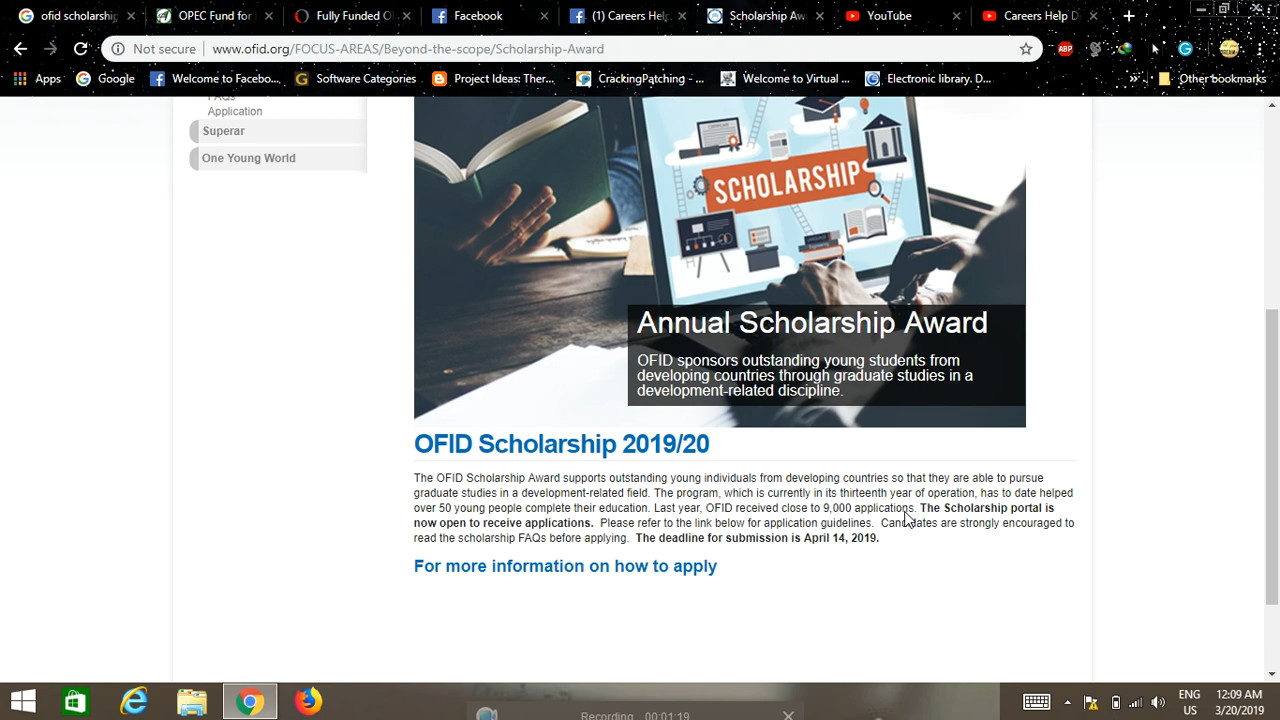 ofid scholarship
OPEC Fund for
Fully Funded O
Facebook
(1) Careers Help
Scholarship Aw
YouTube
Careers Help D
Not secure
www.ofid.org/FOCUS-AREAS/Beyond-the-scope/Scholarship-Award
ABP
Apps
Google
Welcome to Facebo...
Software Categories
Project Ideas: Ther...
CrackingPatching - ...
Welcome to Virtual ...
Electronic library. D...
Other bookmarks
FAQs
Application
Superar
One Young World
SCHOLARSHIP
Annual Scholarship Award
OFID sponsors outstanding young students from
developing countries through graduate studies in a
development-related discipline.
OFID Scholarship 2019/20
The OFID Scholarship Award supports outstanding young individuals from developing countries so that they are able to pursue
graduate studies in a development-related field. The program, which is currently in its thirteenth year of operation, has to date helped
over 50 young people complete their education. Last year, OFID received close to 9,000 applications. The Scholarship portal is
now open to receive applications. Please refer to the link below for application guidelines. Candidates are strongly encouraged to
read the scholarship FAQs before applying. The deadline for submission is April 14, 2019.
For more information on how to apply
Recording 00:01:19
ENG
US
12:09 AM
3/20/2019